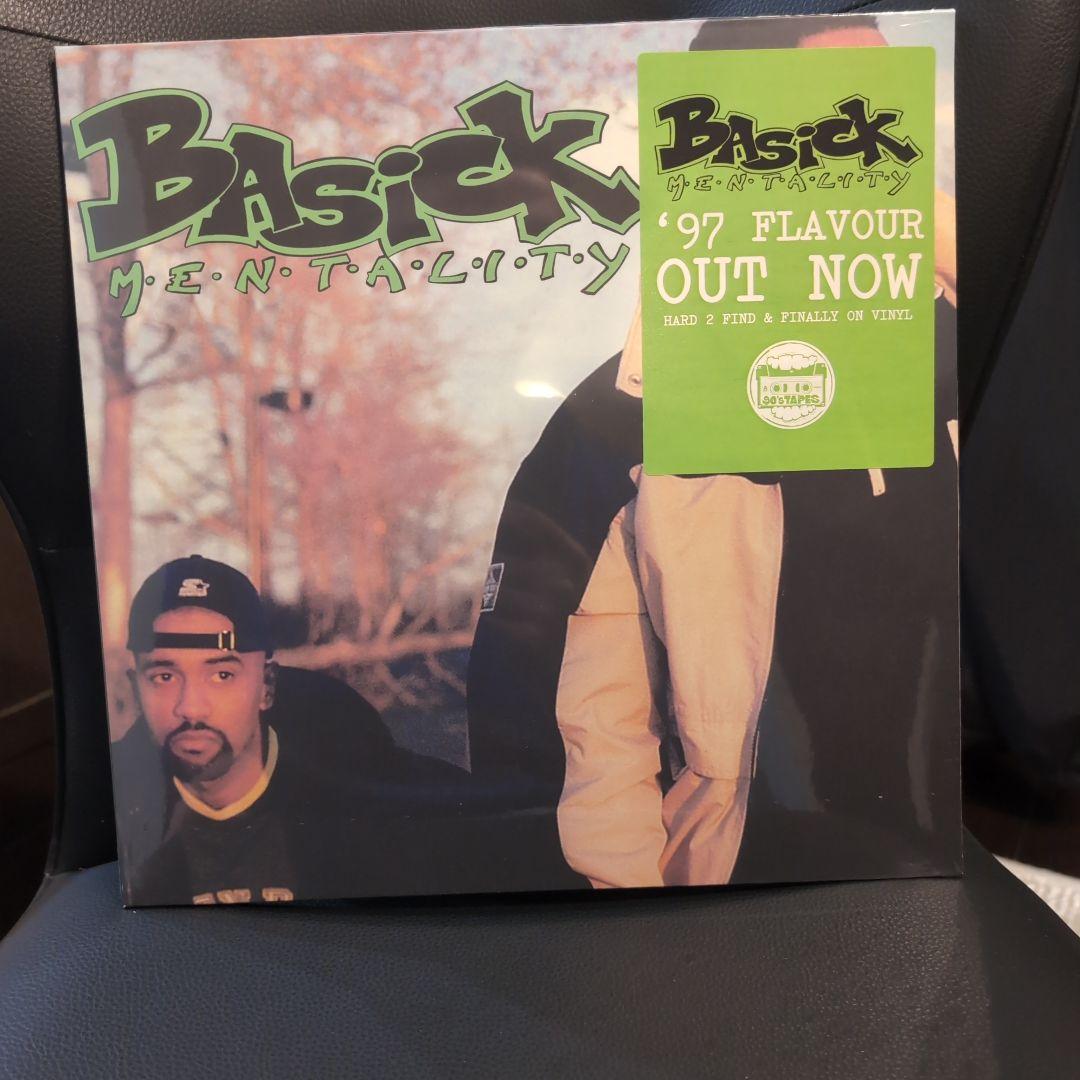 BASICK
M·E·N·T·A·L·I·T·Y
BASICK
M·E·N·T·A·L·I·T·Y
‘97 FLAVOUR
OUT NOW
HARD 2 FIND & FINALLY ON VINYL
90'S TAPES